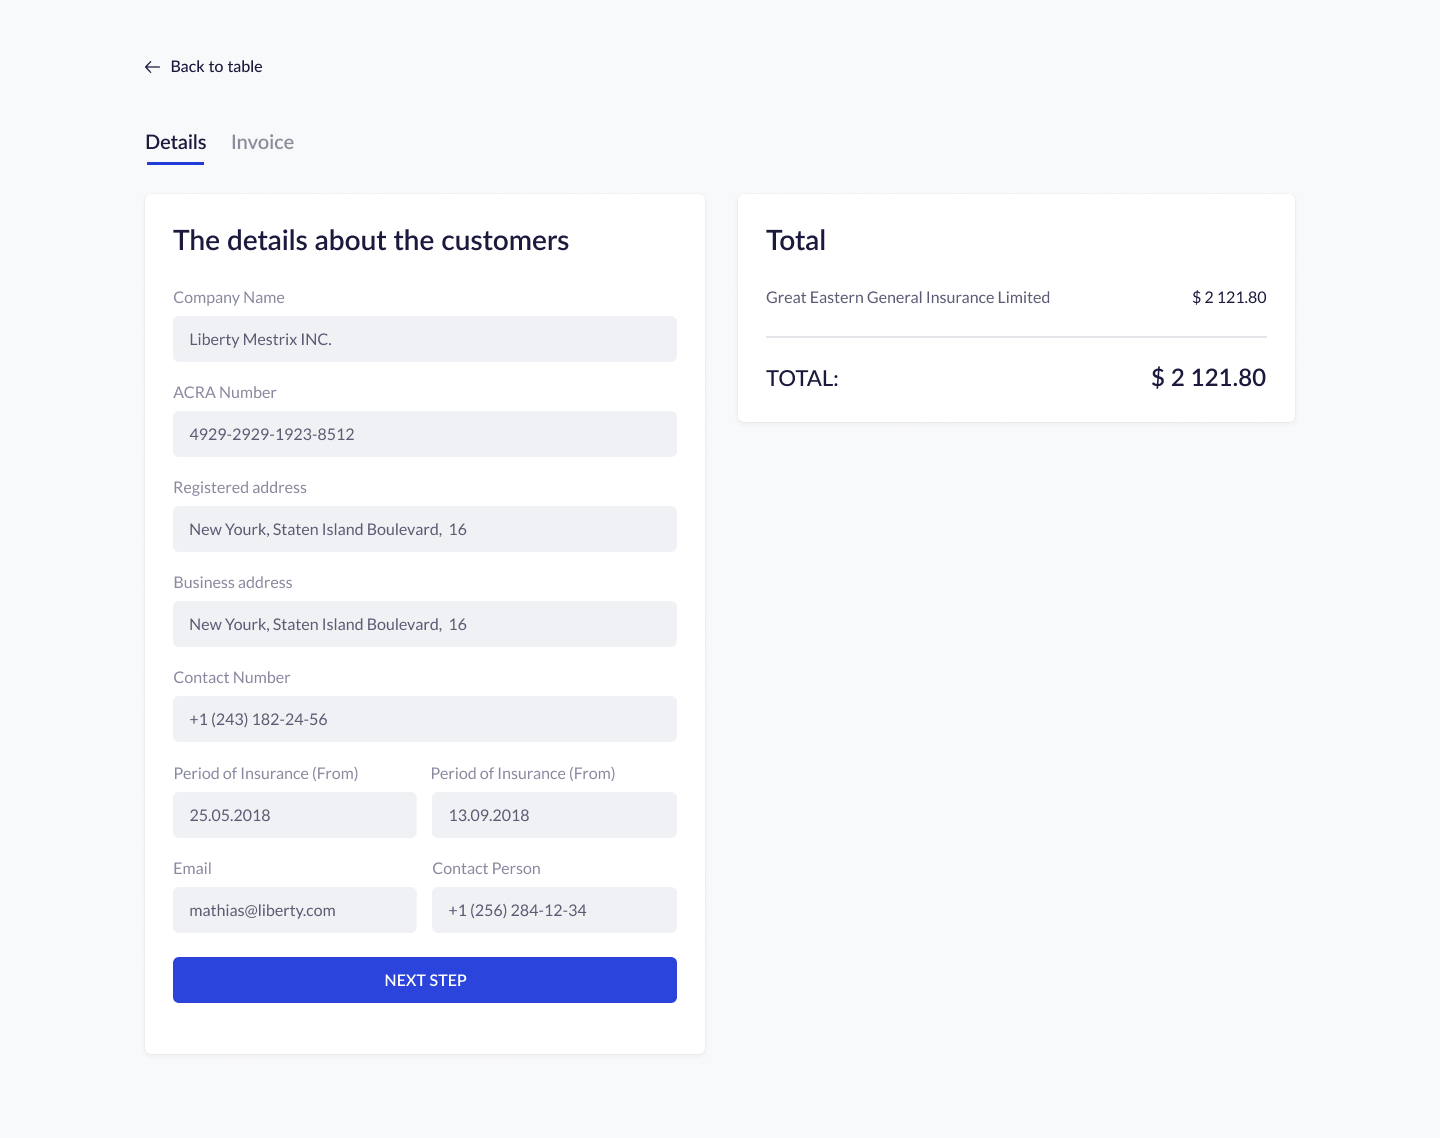 Back to table
Details Invoice
The details about the customers
Company Name
Liberty Mestrix INC.
ACRA Number
4929-2929-1923-8512
Registered address
New Yourk, Staten Island Boulevard,  16
Business address
New Yourk, Staten Island Boulevard,  16
Contact Number
+1 (243) 182-24-56
Period of Insurance (From) Period of Insurance (From)
25.05.2018 13.09.2018
Email Contact Person
mathias@liberty.com +1 (256) 284-12-34
NEXT STEP
Total
Great Eastern General Insurance Limited $ 2 121.80
TOTAL: $ 2 121.80